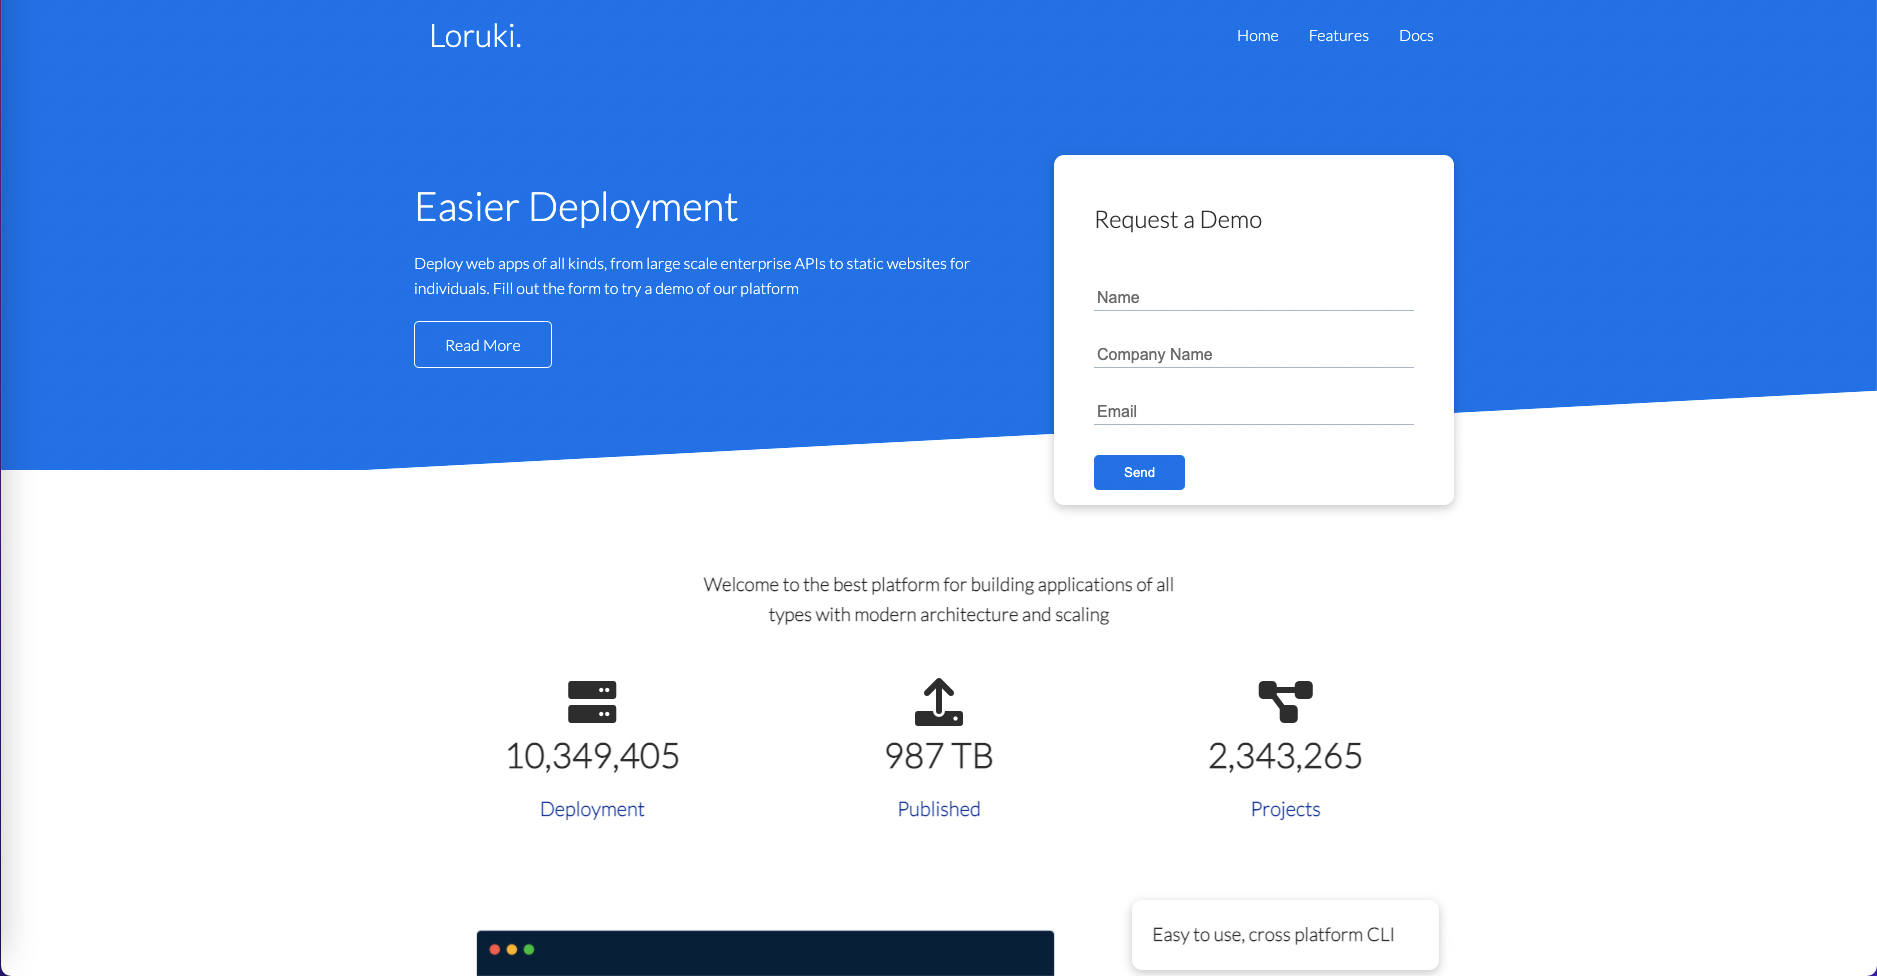 Loruki.
Home Features Docs
Easier Deployment
Deploy web apps of all kinds, from large scale enterprise APIs to static websites for
individuals. Fill out the form to try a demo of our platform
Read More
Request a Demo
Name
Company Name
Email
Send
Welcome to the best platform for building applications of all
types with modern architecture and scaling
10,349,405
Deployment
987 TB
Published
2,343,265
Projects
Easy to use, cross platform CLI